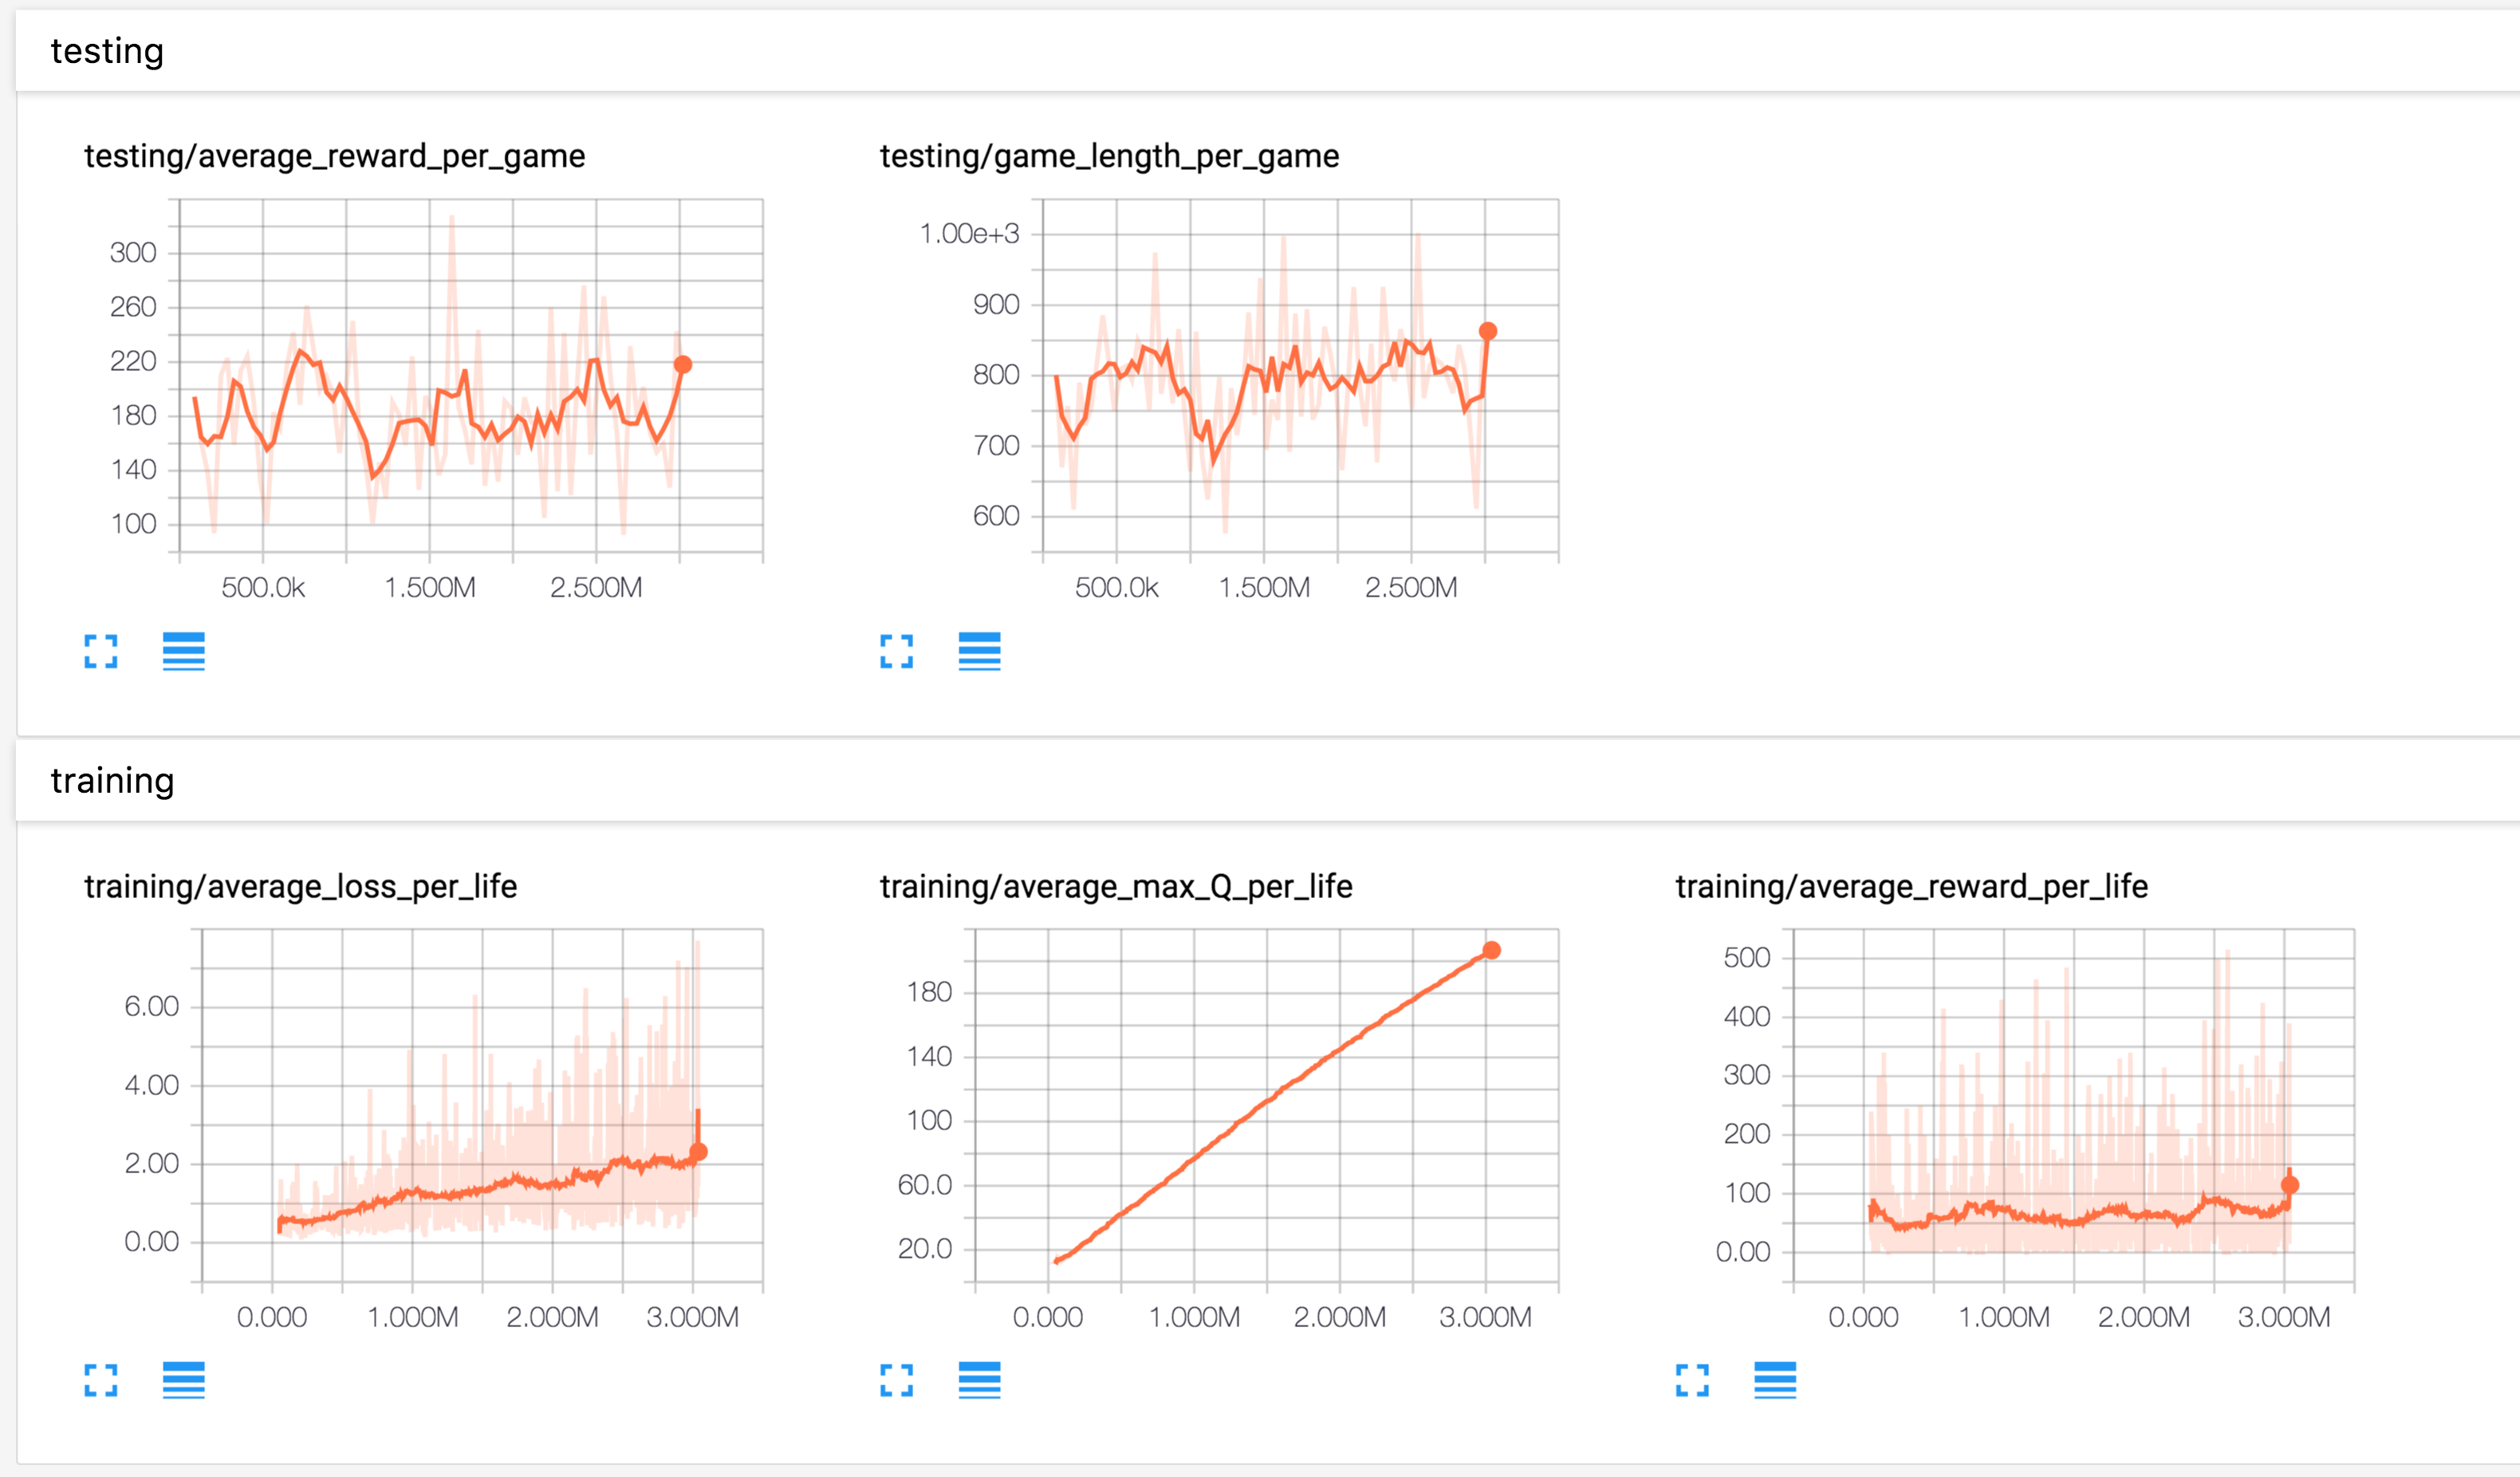 testing
testing/average_reward_per_game
300
260
220
180
140
100
500.0k 1.500M 2.500M
testing/game_length_per_game
1.00e+3
900
800
700
600
500.0k 1.500M 2.500M
training
training/average_loss_per_life
6.00
4.00
2.00
0.00
0.000 1.000M 2.000M 3.000M
training/average_max_Q_per_life
180
140
100
60.0
20.0
0.000 1.000M 2.000M 3.000M
training/average_reward_per_life
500
400
300
200
100
0.00
0.000 1.000M 2.000M 3.000M